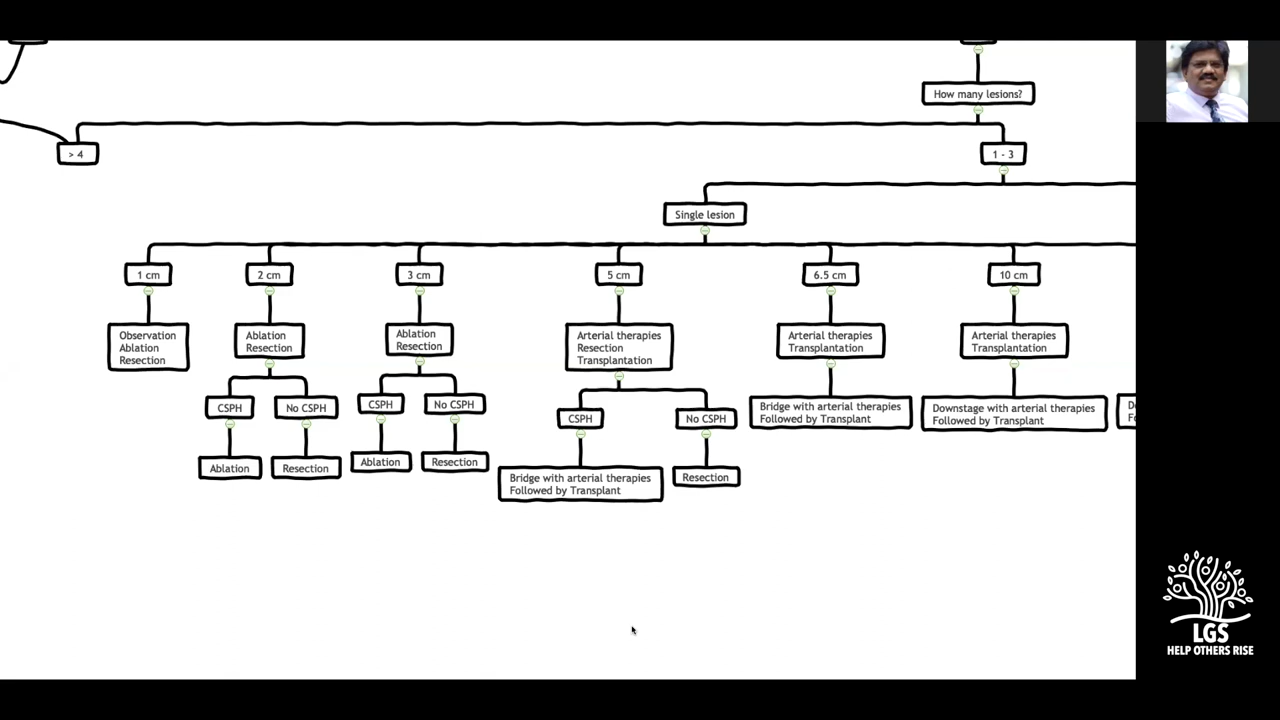 How many lesions?
> 4
1 - 3
Single lesion
1 cm
2 cm
3 cm
5 cm
6.5 cm
10 cm
Observation
Ablation
Resection
Ablation
Resection
Ablation
Resection
Arterial therapies
Resection
Transplantation
Arterial therapies
Transplantation
Arterial therapies
Transplantation
CSPH
No CSPH
CSPH
No CSPH
CSPH
No CSPH
Bridge with arterial therapies
Followed by Transplant
Downstage with arterial therapies
Followed by Transplant
Ablation
Resection
Ablation
Resection
Bridge with arterial therapies
Followed by Transplant
Resection
LGS
HELP OTHERS RISE